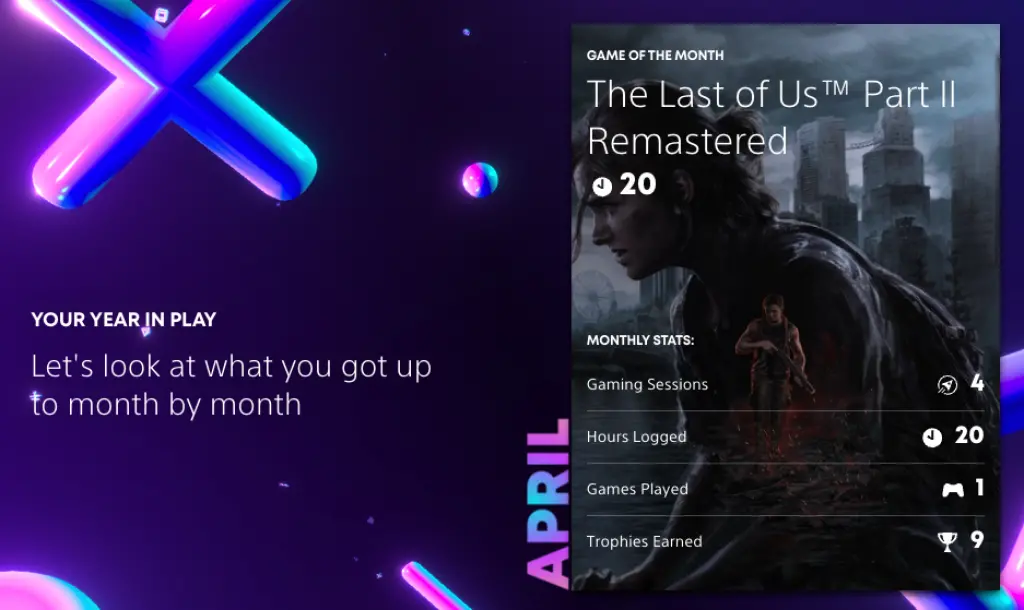 YOUR YEAR IN PLAY
Let's look at what you got up
to month by month
APRIL
GAME OF THE MONTH
The Last of Us™ Part II
Remastered
20
MONTHLY STATS:
Gaming Sessions 4
Hours Logged 20
Games Played 1
Trophies Earned 9